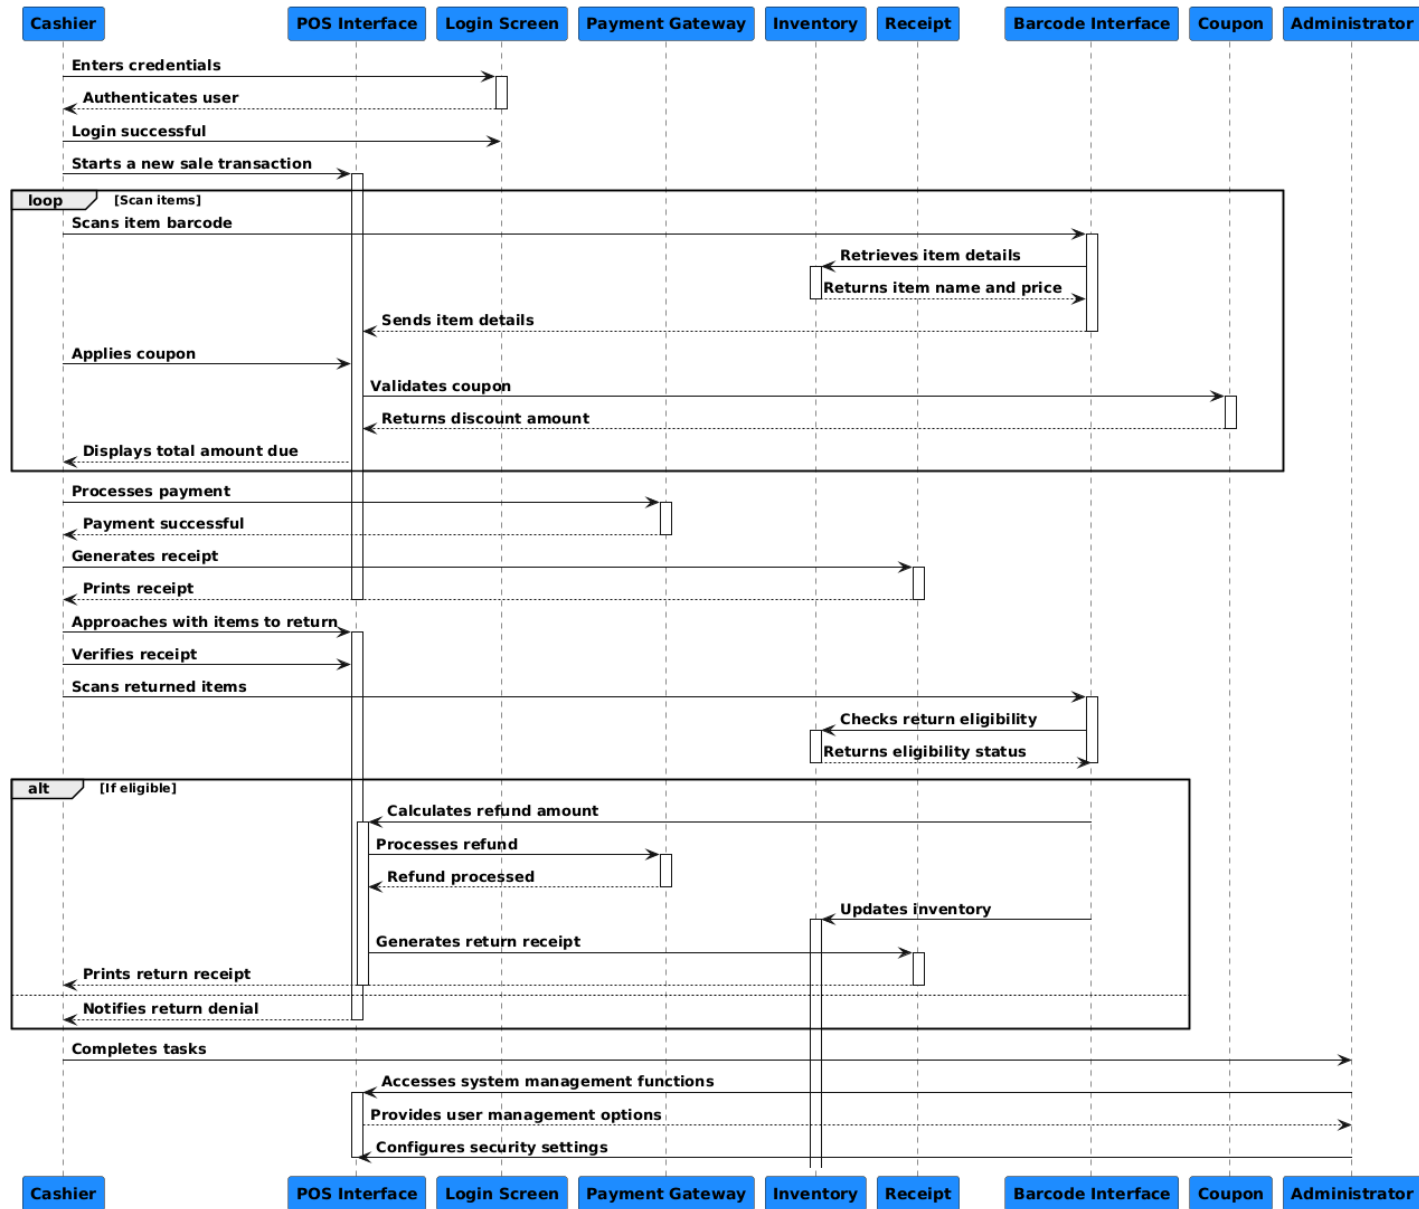 Cashier POS Interface Login Screen Payment Gateway Inventory Receipt Barcode Interface Coupon Administrator
Enters credentials
Authenticates user
Login successful
Starts a new sale transaction
loop [Scan items]
Scans item barcode
Retrieves item details
Returns item name and price
Sends item details
Applies coupon
Validates coupon
Returns discount amount
Displays total amount due
Processes payment
Payment successful
Generates receipt
Prints receipt
Approaches with items to return
Verifies receipt
Scans returned items
Checks return eligibility
Returns eligibility status
alt [If eligible]
Calculates refund amount
Processes refund
Refund processed
Updates inventory
Generates return receipt
Prints return receipt
Notifies return denial
Completes tasks
Accesses system management functions
Provides user management options
Configures security settings
Cashier POS Interface Login Screen Payment Gateway Inventory Receipt Barcode Interface Coupon Administrator